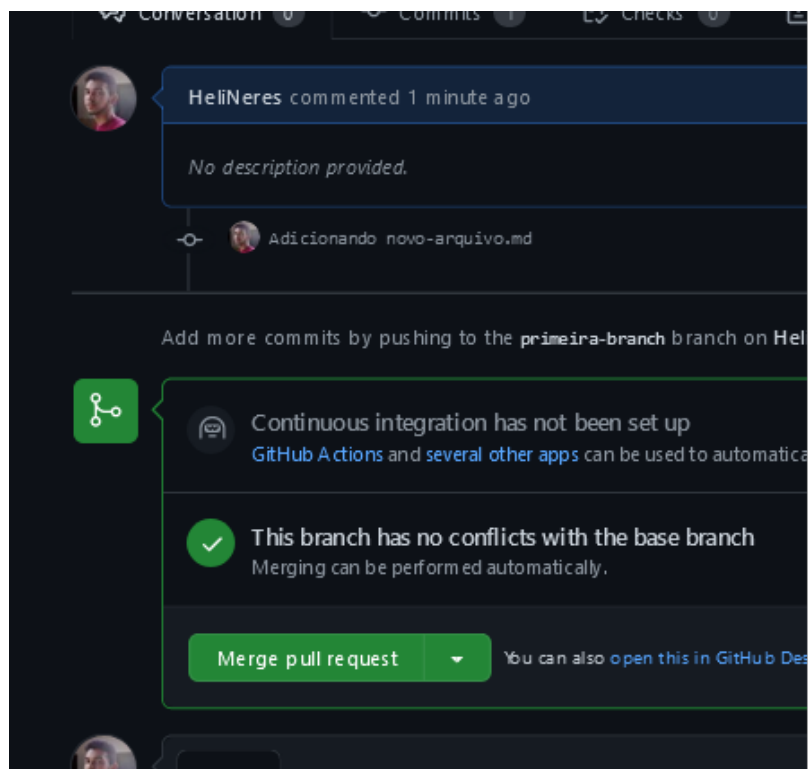 Conversation 0 Commits 1 Checks 0
HeliNeres commented 1 minute ago
No description provided.
Adicionando novo-arquivo.md
Add more commits by pushing to the primeira-branch branch on Hel
Continuous integration has not been set up
GitHub Actions and several other apps can be used to automatica
This branch has no conflicts with the base branch
Merging can be performed automatically.
Merge pull request
You can also open this in GitHub Des